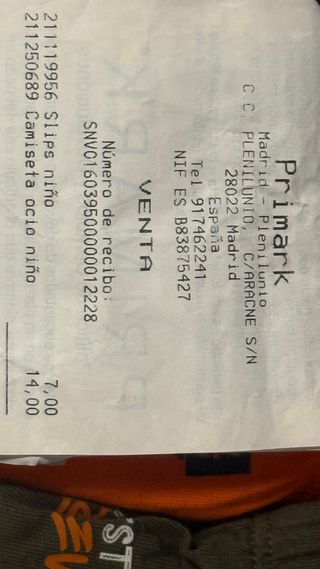 Primark
Madrid - Plenilunio
C.C. PLENILUNIO, C/ARACNE S/N
28022 Madrid
España
Tel 917462241
NIF ES B83875427
VENTA
Número de recibo:
SNV01603950000012228
211119956 Slips niño 7,00
211250689 Camiseta ocio niño 14,00